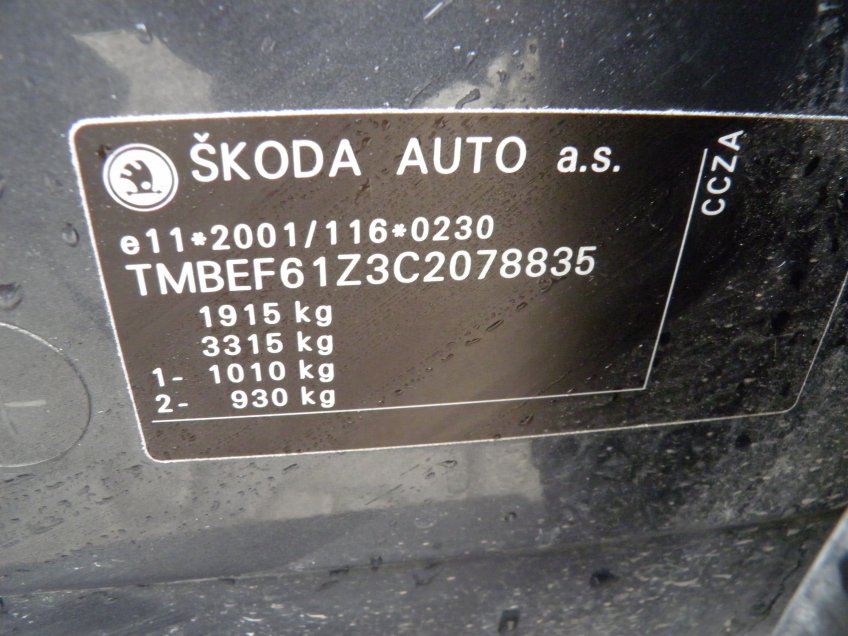 ŠKODA AUTO a.s.
e11*2001/116*0230
TMBEF61Z3C2078835
1915 kg
3315 kg
1- 1010 kg
2- 930 kg
CCZA